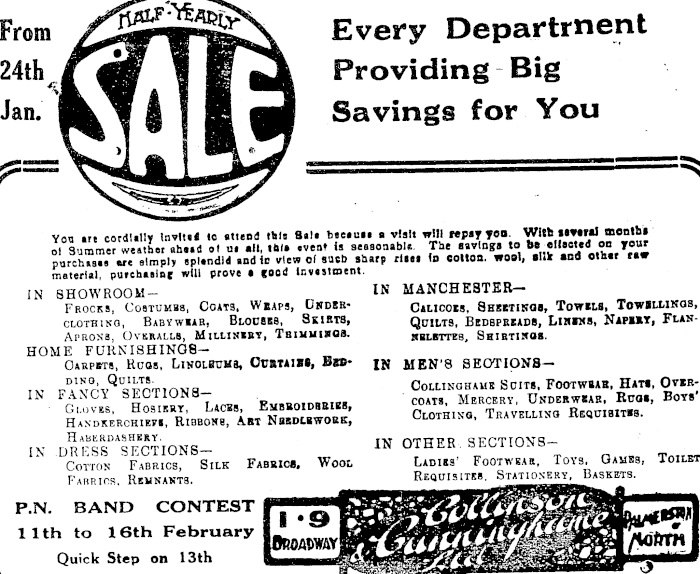 From
24th
Jan.
HALF-YEARLY
SALE
Every Department
Providing Big
Savings for You
You are cordially invited to attend this Sale because a visit will repay you. With several months
of Summer weather ahead of us all, this event is seasonable. The savings to be effected on your
purchases are simply splendid and in view of such sharp rises in cotton, wool, silk and other raw
material, purchasing will prove a good investment.
IN SHOWROOM—
FROCKS, COSTUMES, COATS, WRAPS, UNDER-
CLOTHING, BABYWEAR, BLOUSES, SKIRTS,
APRONS, OVERALLS, MILLINERY, TRIMMINGS.
HOME FURNISHINGS—
CARPETS, RUGS, LINOLEUMS, CURTAINS, BED-
DING, QUILTS.
IN FANCY SECTIONS—
GLOVES, HOSIERY, LACES, EMBROIDERIES,
HANDKERCHIEFS, RIBBONS, ART NEEDLEWORK,
HABERDASHERY.
IN DRESS SECTIONS—
COTTON FABRICS, SILK FABRICS, WOOL
FABRICS, REMNANTS.
IN MANCHESTER—
CALICOES, SHEETINGS, TOWELS, TOWELLINGS,
QUILTS, BEDSPREADS, LINENS, NAPERY, FLAN-
NELETTES, SHIRTINGS.
IN MEN'S SECTIONS—
COLLINGHAME SUITS, FOOTWEAR, HATS, OVER-
COATS, MERCERY, UNDERWEAR, RUGS, BOYS'
CLOTHING, TRAVELLING REQUISITES.
IN OTHER SECTIONS—
LADIES' FOOTWEAR, TOYS, GAMES, TOILET
REQUISITES, STATIONERY, BASKETS.
P.N. BAND CONTEST
11th to 16th February
Quick Step on 13th
1·9
BROADWAY
Collinson
& Cunninghame
Ltd
PALMERSTON
NORTH